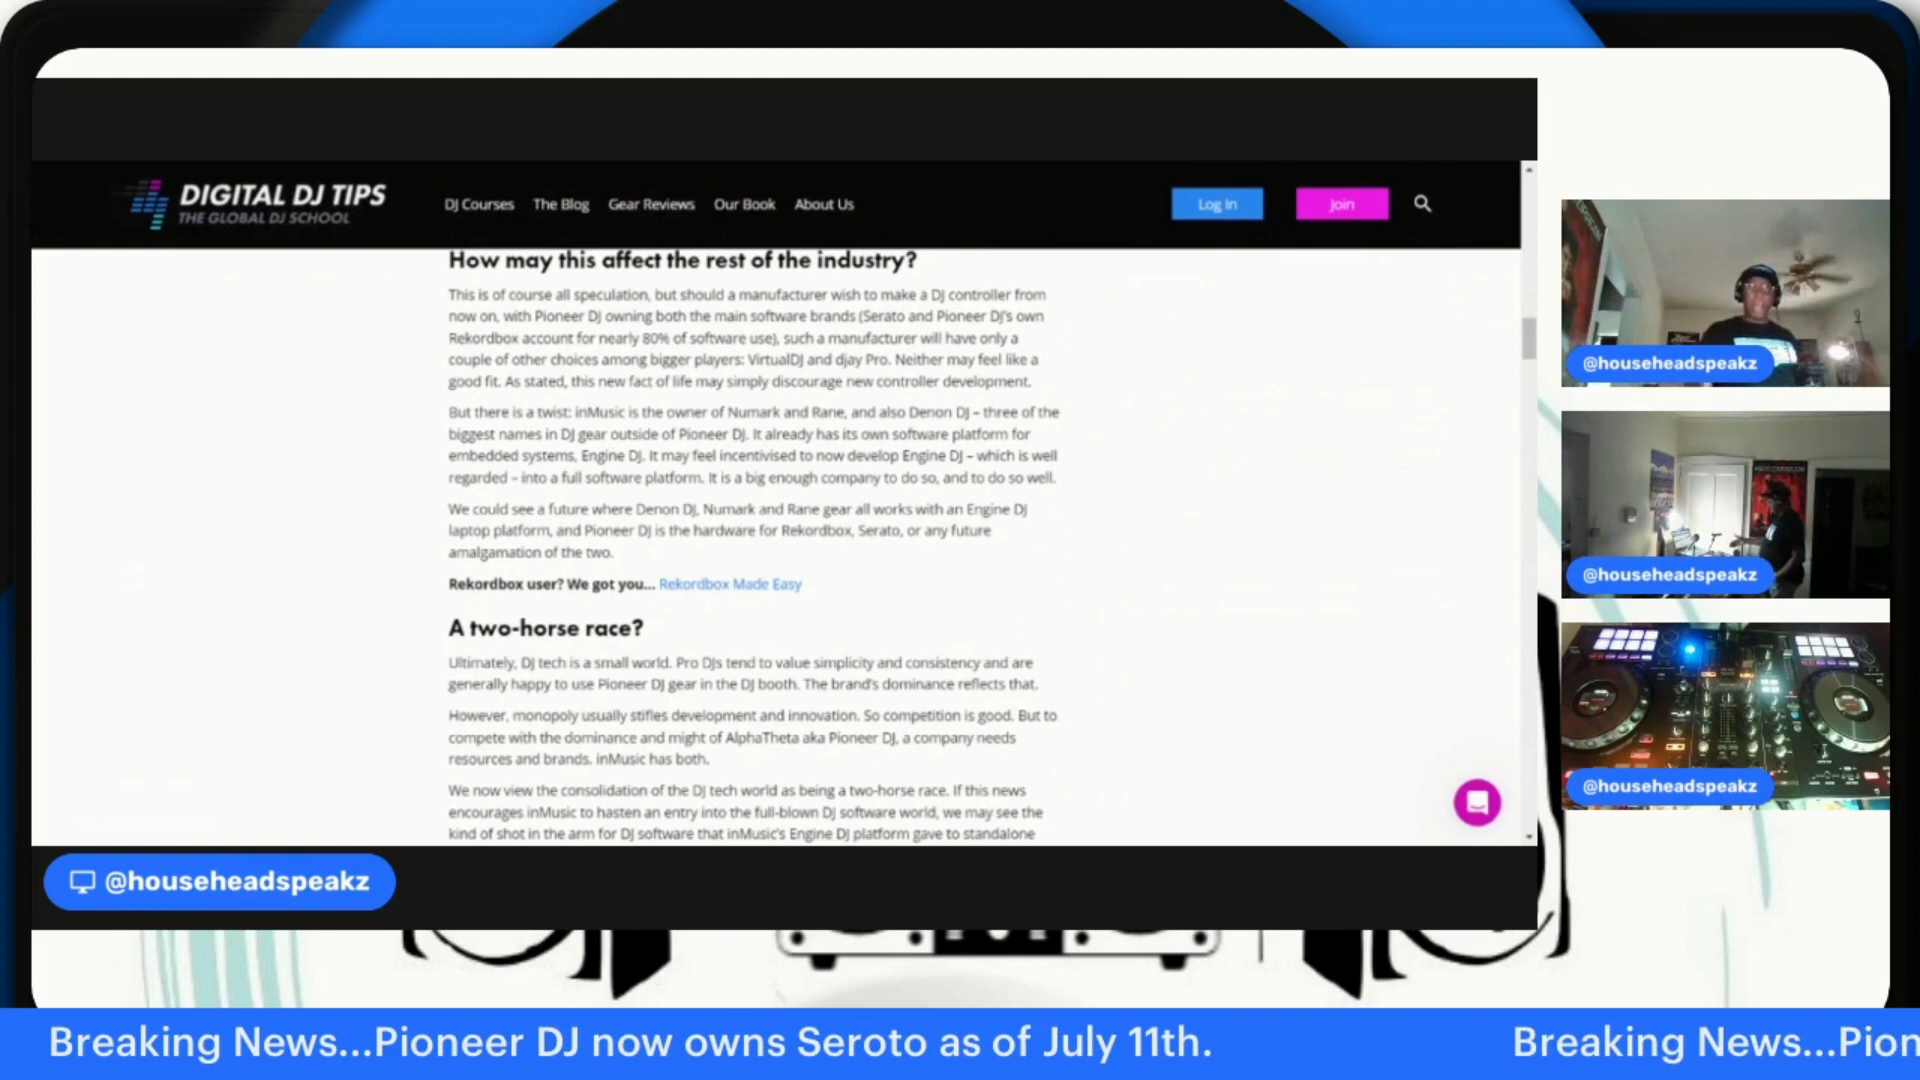 DIGITAL DJ TIPS
THE GLOBAL DJ SCHOOL
DJ Courses The Blog Gear Reviews Our Book About Us
Log In
Join
How may this affect the rest of the industry?
This is of course all speculation, but should a manufacturer wish to make a DJ controller from
now on, with Pioneer DJ owning both the main software brands (Serato and Pioneer DJ's own
Rekordbox account for nearly 80% of software use), such a manufacturer will have only a
couple of other choices among bigger players: VirtualDJ and djay Pro. Neither may feel like a
good fit. As stated, this new fact of life may simply discourage new controller development.
But there is a twist: inMusic is the owner of Numark and Rane, and also Denon DJ – three of the
biggest names in DJ gear outside of Pioneer DJ. It already has its own software platform for
embedded systems, Engine DJ. It may feel incentivised to now develop Engine DJ – which is well
regarded – into a full software platform. It is a big enough company to do so, and to do so well.
We could see a future where Denon DJ, Numark and Rane gear all works with an Engine DJ
laptop platform, and Pioneer DJ is the hardware for Rekordbox, Serato, or any future
amalgamation of the two.
Rekordbox user? We got you... Rekordbox Made Easy
A two-horse race?
Ultimately, DJ tech is a small world. Pro DJs tend to value simplicity and consistency and are
generally happy to use Pioneer DJ gear in the DJ booth. The brand's dominance reflects that.
However, monopoly usually stifles development and innovation. So competition is good. But to
compete with the dominance and might of AlphaTheta aka Pioneer DJ, a company needs
resources and brands. inMusic has both.
We now view the consolidation of the DJ tech world as being a two-horse race. If this news
encourages inMusic to hasten an entry into the full-blown DJ software world, we may see the
kind of shot in the arm for DJ software that inMusic's Engine DJ platform gave to standalone
@househeadspeakz
@househeadspeakz
@househeadspeakz
@househeadspeakz
Breaking News...Pioneer DJ now owns Seroto as of July 11th.
Breaking News...Pion